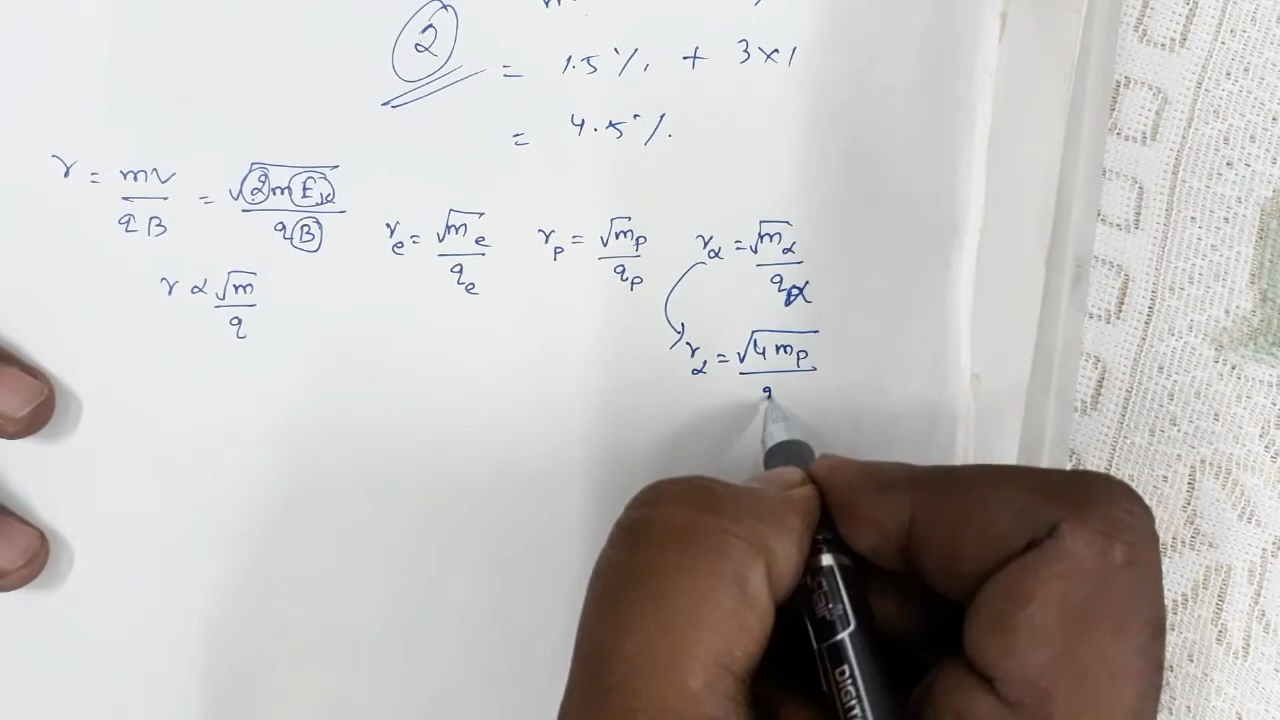 2
= 1.5% + 3×1
= 4.5%.
r = mv / qB = √2mE_k / qB
r ∝ √m / q
r_e = √m_e / q_e
r_p = √m_p / q_p
r_α = √m_α / q_α
r_α = √4m_p / q
DIGIT